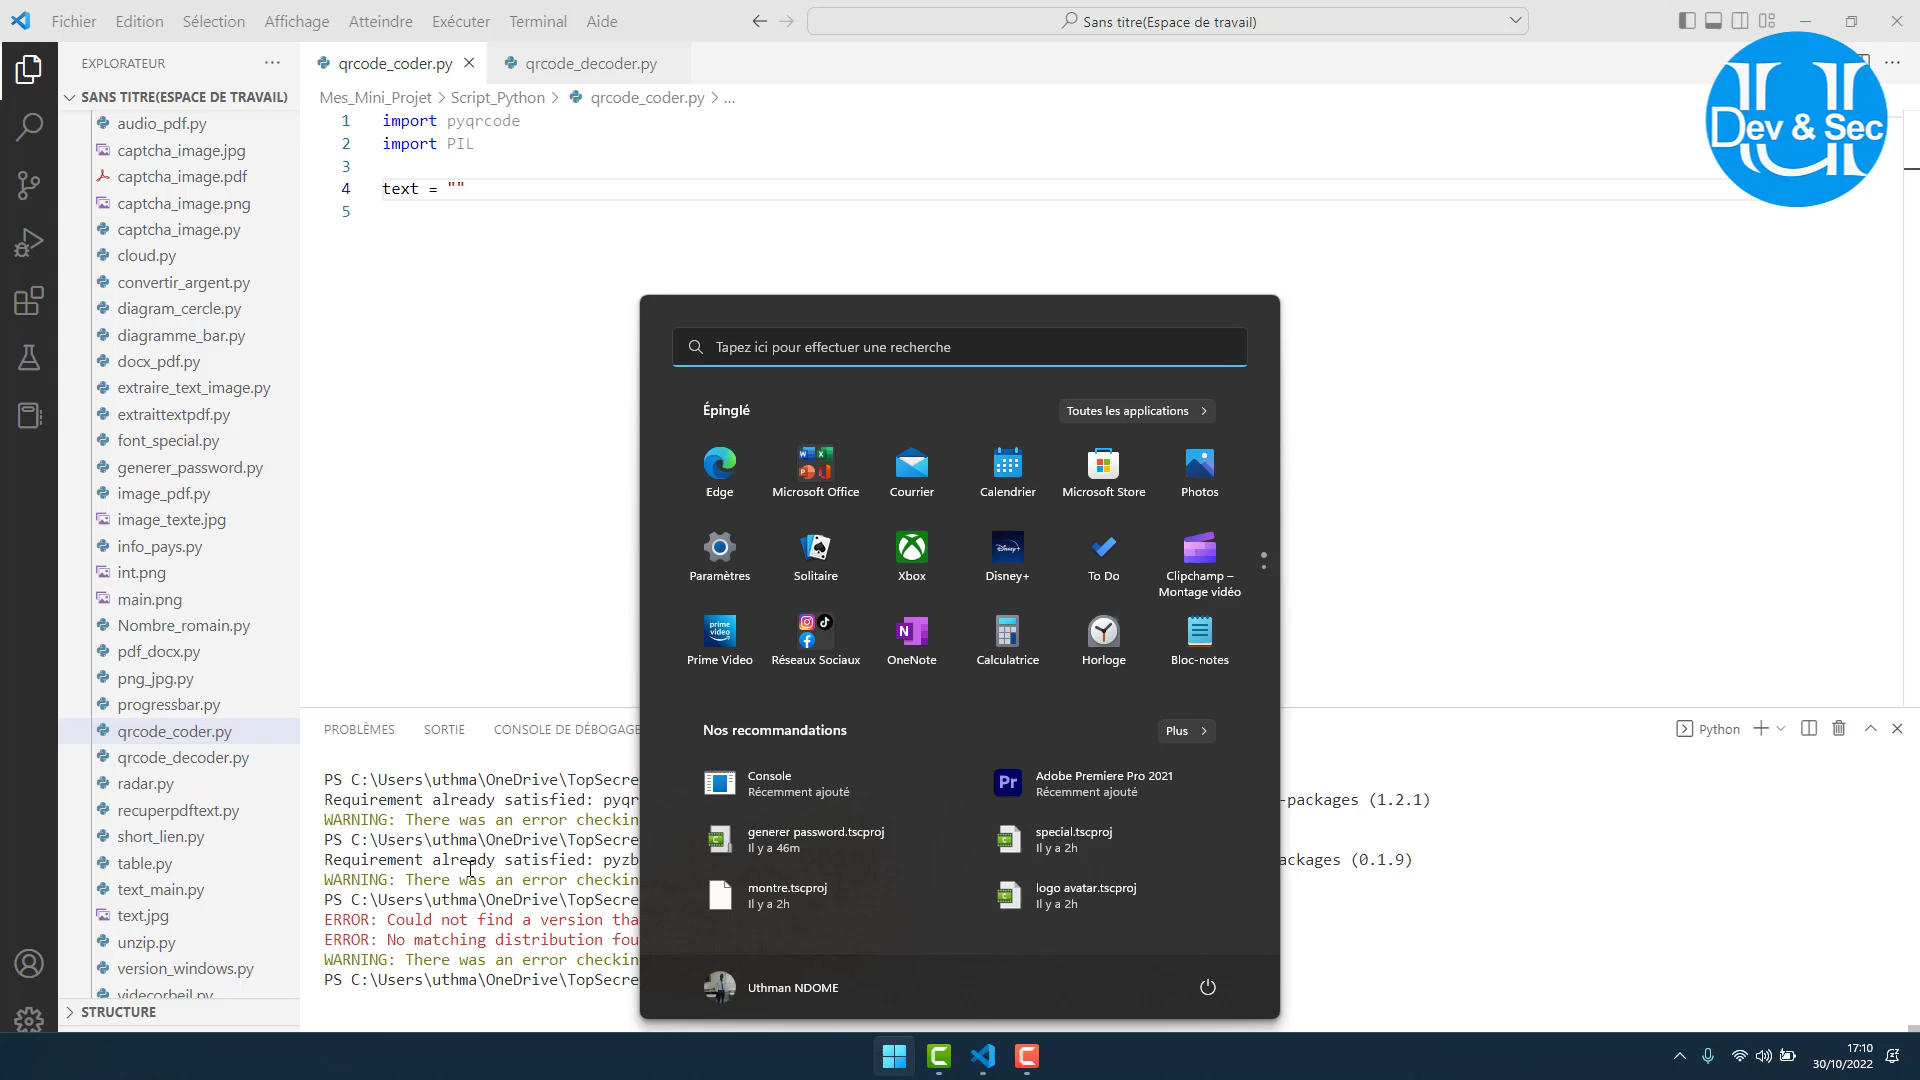 Fichier Edition Sélection Affichage Atteindre Exécuter Terminal Aide
Sans titre(Espace de travail)
EXPLORATEUR
SANS TITRE(ESPACE DE TRAVAIL)
audio_pdf.py
captcha_image.jpg
captcha_image.pdf
captcha_image.png
captcha_image.py
cloud.py
convertir_argent.py
diagram_cercle.py
diagramme_bar.py
docx_pdf.py
extraire_text_image.py
extraittextpdf.py
font_special.py
generer_password.py
image_pdf.py
image_texte.jpg
info_pays.py
int.png
main.png
Nombre_romain.py
pdf_docx.py
png_jpg.py
progressbar.py
qrcode_coder.py
qrcode_decoder.py
radar.py
recuperpdftext.py
short_lien.py
table.py
text_main.py
text.jpg
unzip.py
version_windows.py
videcorbeil.py
STRUCTURE
qrcode_coder.py
qrcode_decoder.py
Mes_Mini_Projet > Script_Python > qrcode_coder.py > ...
1 import pyqrcode
2 import PIL
3
4 text = ""
5
U
Dev & Sec
Tapez ici pour effectuer une recherche
Épinglé
Toutes les applications
Edge
Microsoft Office
Courrier
Calendrier
Microsoft Store
Photos
Paramètres
Solitaire
Xbox
Disney+
Disney+
To Do
Clipchamp –
Montage vidéo
prime
video
Prime Video
Réseaux Sociaux
OneNote
Calculatrice
Horloge
Bloc-notes
Nos recommandations
Plus
Console
Récemment ajouté
Pr
Adobe Premiere Pro 2021
Récemment ajouté
generer password.tscproj
Il y a 46m
special.tscproj
Il y a 2h
montre.tscproj
Il y a 2h
logo avatar.tscproj
Il y a 2h
Uthman NDOME
PROBLÈMES SORTIE CONSOLE DE DÉBOGAGE
Python
PS C:\Users\uthma\OneDrive\TopSecre
Requirement already satisfied: pyqr -packages (1.2.1)
WARNING: There was an error checkin
PS C:\Users\uthma\OneDrive\TopSecre
Requirement already satisfied: pyzb ackages (0.1.9)
WARNING: There was an error checkin
PS C:\Users\uthma\OneDrive\TopSecre
ERROR: Could not find a version tha
ERROR: No matching distribution fou
WARNING: There was an error checkin
PS C:\Users\uthma\OneDrive\TopSecre
17:10
30/10/2022